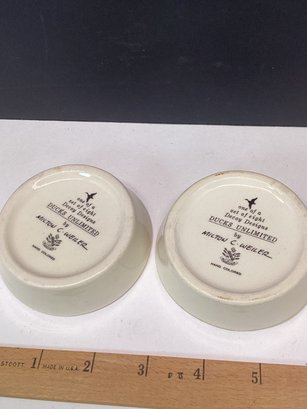 one of a
set of eight
Decoy Designs
DUCKS UNLIMITED
by
MILTON C. WEILER
HAND COLORED
one of a
set of eight
Decoy Designs
DUCKS UNLIMITED
by
MILTON C. WEILER
HAND COLORED
STCOTT. 1 MADE IN U.S.A. 2 3 4 5